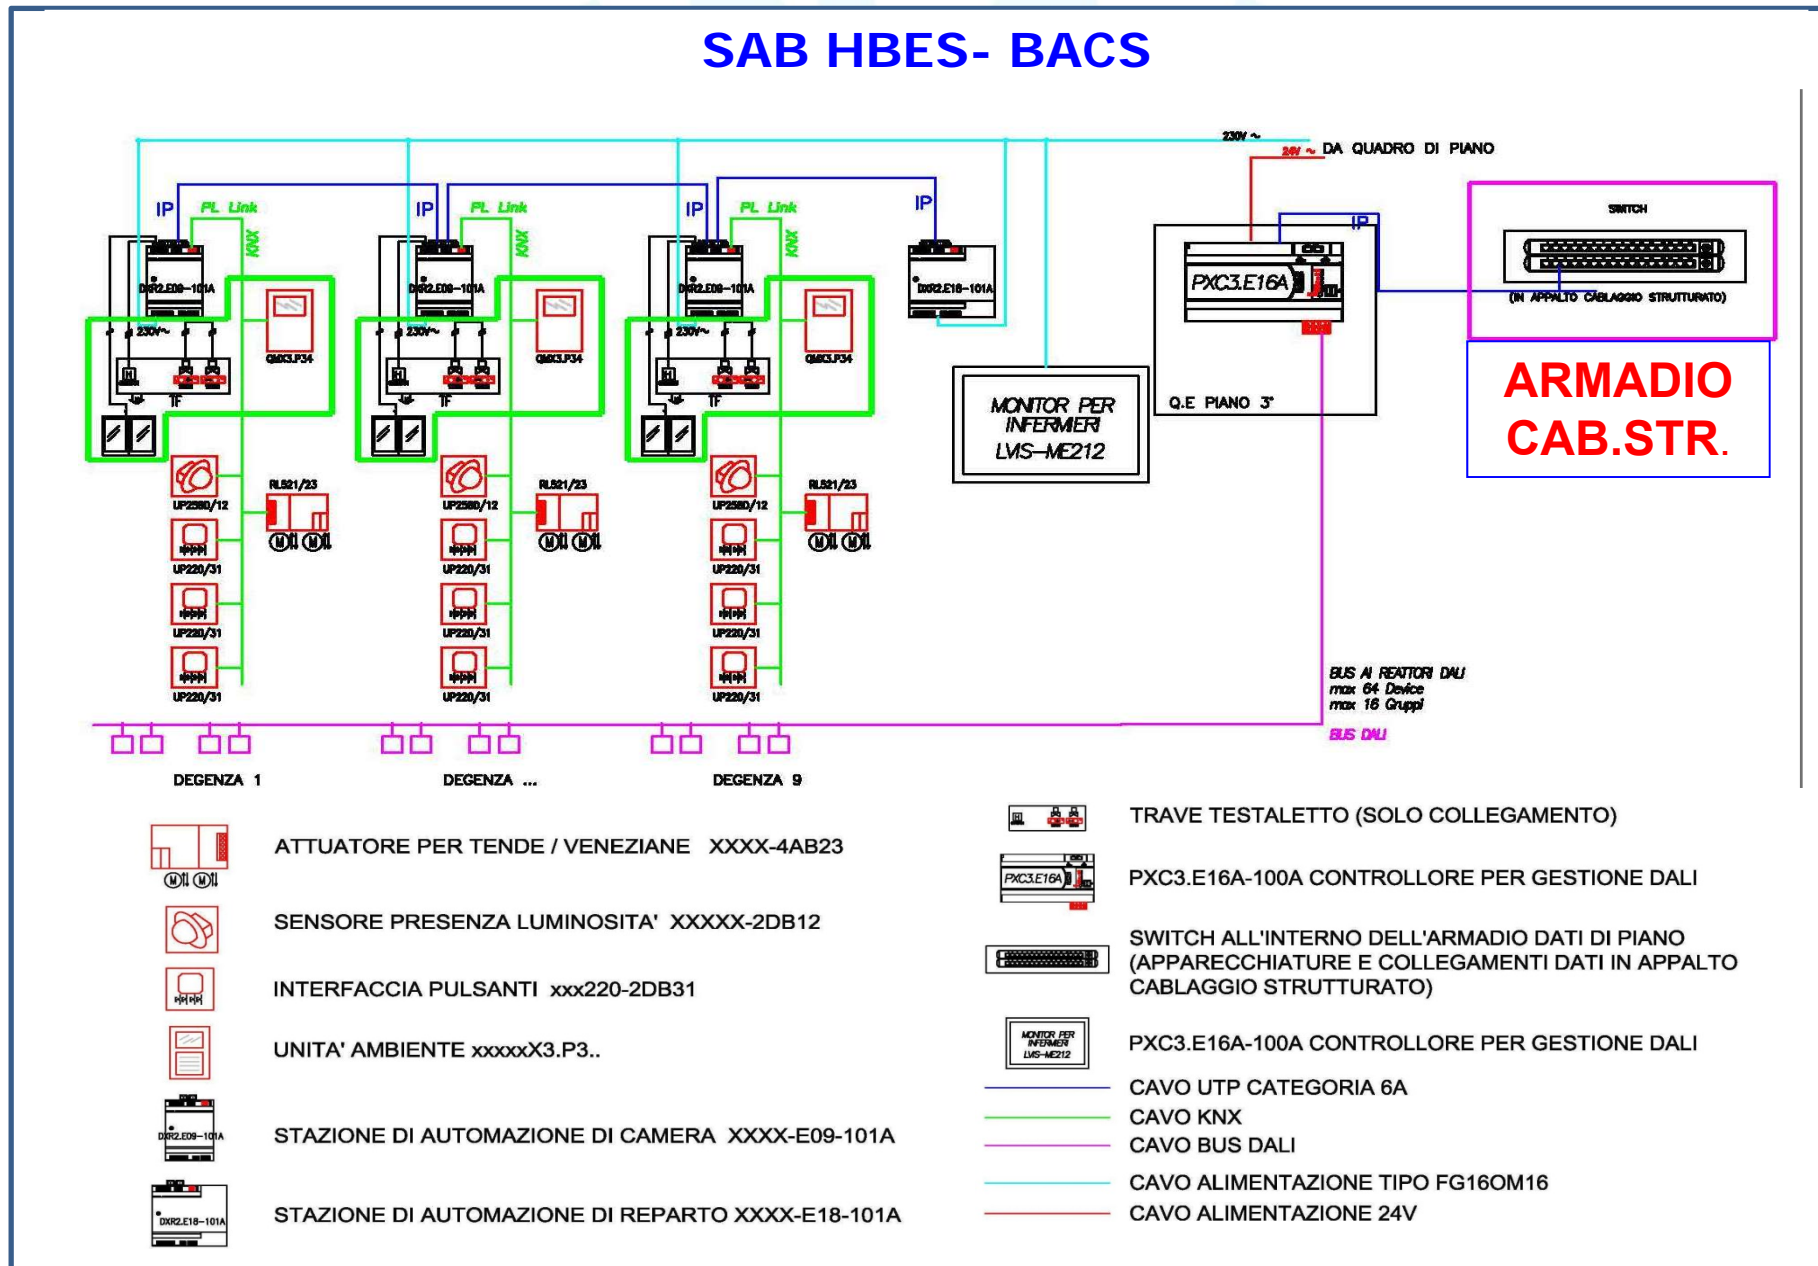 SAB HBES- BACS
230V ~
24V ~ DA QUADRO DI PIANO
IP PL Link KNX
IP PL Link KNX
IP PL Link KNX
IP
IP
SWITCH
(IN APPALTO CABLAGGIO STRUTTURATO)
ARMADIO
CAB.STR.
DXR2.E09-101A
DXR2.E09-101A
DXR2.E09-101A
DXR2.E18-101A
PXC3.E16A
Q.E PIANO 3°
230V~
230V~
230V~
QMX3.P34
QMX3.P34
QMX3.P34
H
H
H
TF
TF
TF
MONITOR PER
INFERMIERI
LVIS-ME212
UP258D/12
UP258D/12
UP258D/12
RL521/23
RL521/23
RL521/23
M M
M M
M M
UP220/31
UP220/31
UP220/31
UP220/31
UP220/31
UP220/31
UP220/31
UP220/31
UP220/31
BUS AI REATTORI DALI
max 64 Device
max 16 Gruppi
BUS DALI
DEGENZA 1
DEGENZA ...
DEGENZA 9
M M
ATTUATORE PER TENDE / VENEZIANE XXXX-4AB23
SENSORE PRESENZA LUMINOSITA' XXXXX-2DB12
INTERFACCIA PULSANTI xxx220-2DB31
UNITA' AMBIENTE xxxxxX3.P3..
DXR2.E09-101A
STAZIONE DI AUTOMAZIONE DI CAMERA XXXX-E09-101A
DXR2.E18-101A
STAZIONE DI AUTOMAZIONE DI REPARTO XXXX-E18-101A
H
TRAVE TESTALETTO (SOLO COLLEGAMENTO)
PXC3.E16A
PXC3.E16A-100A CONTROLLORE PER GESTIONE DALI
SWITCH ALL'INTERNO DELL'ARMADIO DATI DI PIANO
(APPARECCHIATURE E COLLEGAMENTI DATI IN APPALTO
CABLAGGIO STRUTTURATO)
MONITOR PER
INFERMIERI
LVIS-ME212
PXC3.E16A-100A CONTROLLORE PER GESTIONE DALI
CAVO UTP CATEGORIA 6A
CAVO KNX
CAVO BUS DALI
CAVO ALIMENTAZIONE TIPO FG16OM16
CAVO ALIMENTAZIONE 24V